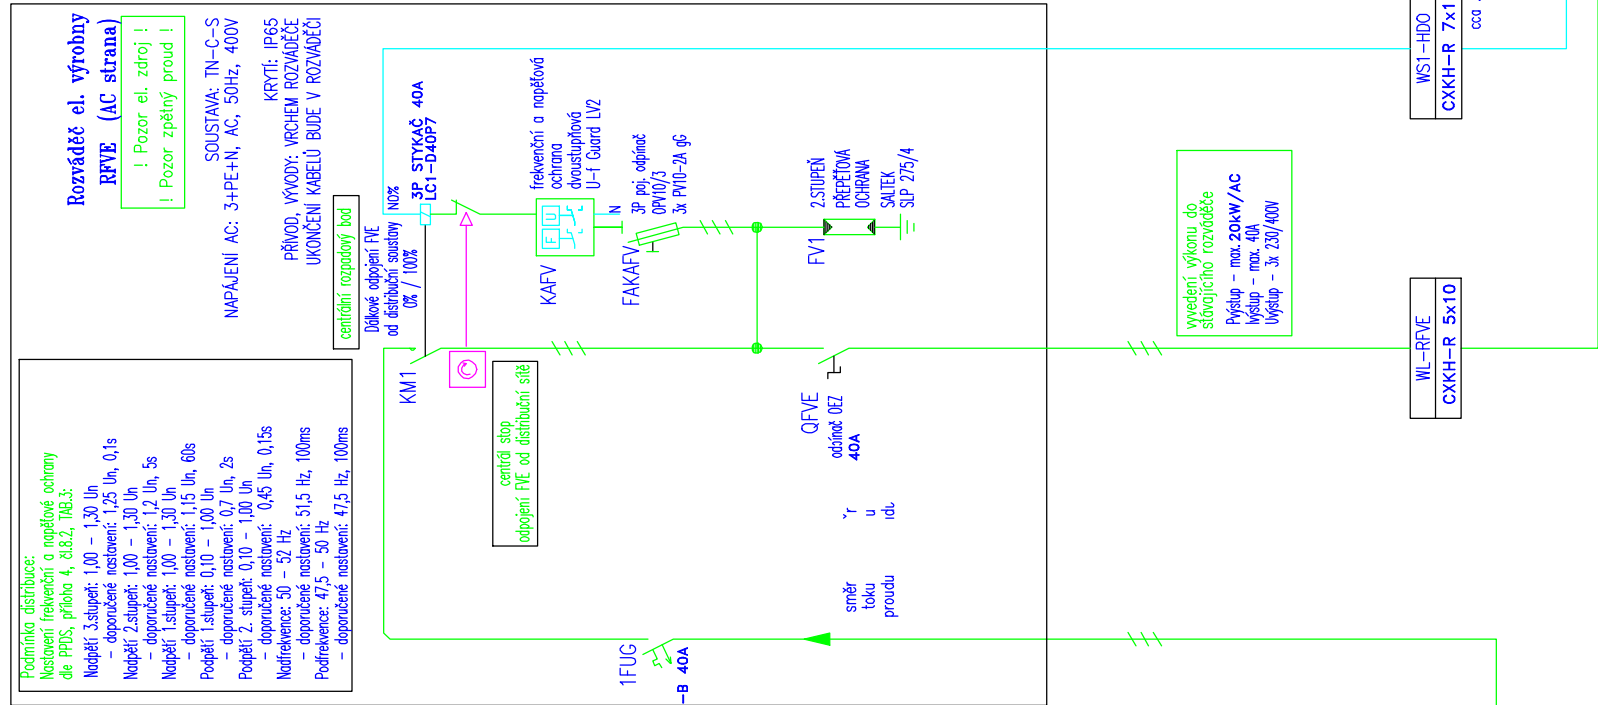 Rozváděč el. výrobny
RFVE (AC strana)
! Pozor el. zdroj !
! Pozor zpětný proud !
SOUSTAVA: TN-C-S
NAPÁJENÍ AC: 3+PE+N, AC, 50Hz, 400V
KRYTÍ: IP65
PŘÍVOD, VÝVODY: VRCHEM ROZVÁDĚČE
UKONČENÍ KABELŮ BUDE V ROZVÁDĚČI
Podmínka distribuce:
Nastavení frekvenční a napěťové ochrany
dle PPDS, příloha 4, čl.8.2, TAB.3:
Nadpětí 3.stupeň: 1,00 - 1,30 Un
- doporučené nastavení: 1,25 Un, 0,1s
Nadpětí 2.stupeň: 1,00 - 1,30 Un
- doporučené nastavení: 1,2 Un, 5s
Nadpětí 1.stupeň: 1,00 - 1,30 Un
- doporučené nastavení: 1,15 Un, 60s
Podpětí 1.stupeň: 0,10 - 1,00 Un
- doporučené nastavení: 0,7 Un, 2s
Podpětí 2. stupeň: 0,10 - 1,00 Un
- doporučené nastavení: 0,45 Un, 0,15s
Nadfrekvence: 50 - 52 Hz
- doporučené nastavení: 51,5 Hz, 100ms
Podfrekvence: 47,5 - 50 Hz
- doporučené nastavení: 47,5 Hz, 100ms
centrální rozpadový bod
Dálkové odpojení FVE
od distribuční soustavy
0% / 100%
NO%
3P STYKAČ 40A
LC1-D40P7
KM1
centrál stop
odpojení FVE od distribuční sítě
frekvenční a napěťová
ochrana
dvoustupňová
U-f Guard LV2
F U
KAFV
N
3P poj. odpínač
OPV10/3
3x PV10-2A gG
FAKAFV
2.STUPEŇ
PŘEPĚŤOVÁ
OCHRANA
SALTEK
SLP 275/4
FV1
QFVE
odpínač OEZ
40A
směr
toku
proudu
1FUG
-B 40A
vyvedení výkonu do
stávajícího rozváděče
Pvýstup - max. 20kW/AC
Ivýstup - max. 40A
Uvýstup - 3x 230/400V
WS1-HDO
CXKH-R 7x1
cca
WL-RFVE
CXKH-R 5x10